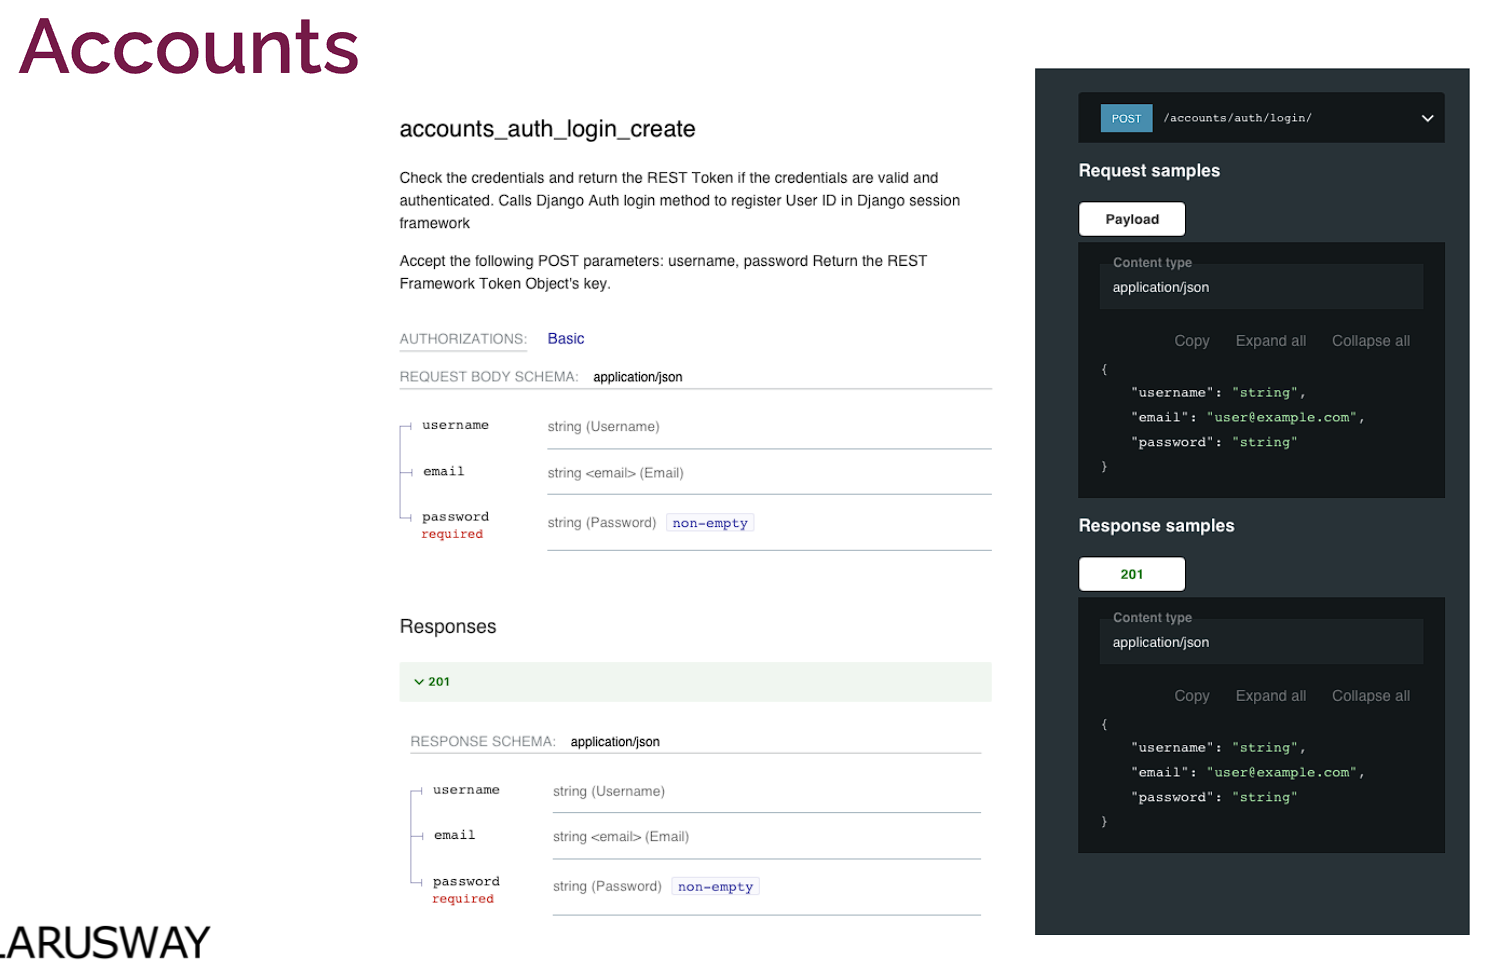 Accounts
accounts_auth_login_create
Check the credentials and return the REST Token if the credentials are valid and
authenticated. Calls Django Auth login method to register User ID in Django session
framework
Accept the following POST parameters: username, password Return the REST
Framework Token Object's key.
AUTHORIZATIONS: Basic
REQUEST BODY SCHEMA: application/json
username string (Username)
email string <email> (Email)
password string (Password) non-empty
required
Responses
201
RESPONSE SCHEMA: application/json
username string (Username)
email string <email> (Email)
password string (Password) non-empty
required
POST /accounts/auth/login/
Request samples
Payload
Content type
application/json
Copy Expand all Collapse all
{
"username": "string",
"email": "user@example.com",
"password": "string"
}
Response samples
201
Content type
application/json
Copy Expand all Collapse all
{
"username": "string",
"email": "user@example.com",
"password": "string"
}
LARUSWAY